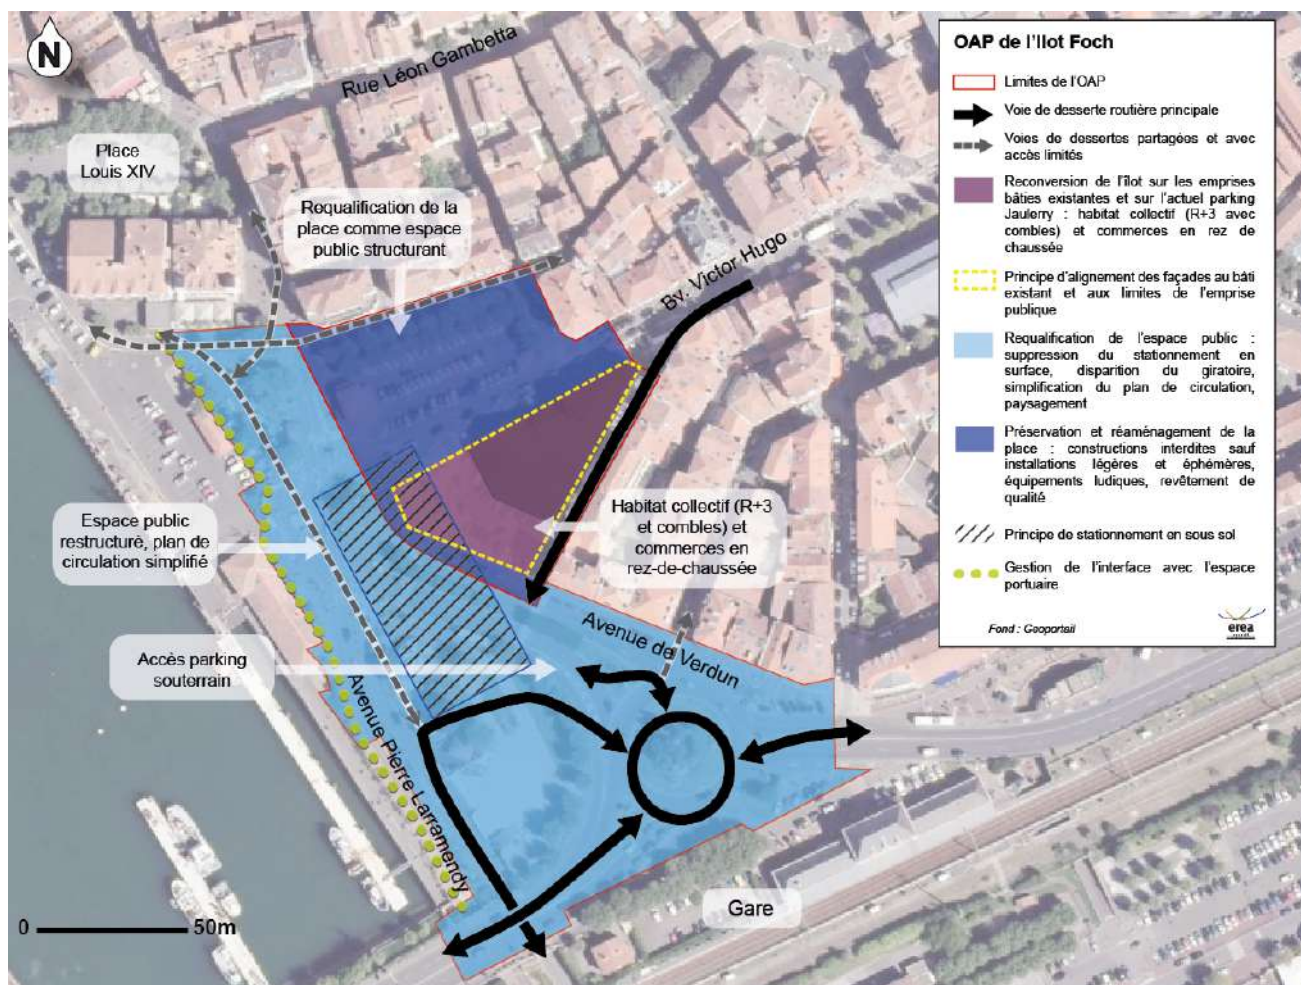 N
Rue Léon Gambetta
Place
Louis XIV
Requalification de la
place comme espace
public structurant
Bv. Victor Hugo
Espace public
restructuré, plan de
circulation simplifié
Habitat collectif (R+3
et combles) et
commerces en
rez-de-chaussée
Accès parking
souterrain
Avenue de Verdun
Avenue Pierre Larramendy
Gare
0 50m
OAP de l'Ilot Foch
Limites de l'OAP
Voie de desserte routière principale
Voies de dessertes partagées et avec
accès limités
Reconversion de l'îlot sur les emprises
bâties existantes et sur l'actuel parking
Jaulerry : habitat collectif (R+3 avec
combles) et commerces en rez de
chaussée
Principe d'alignement des façades au bâti
existant et aux limites de l'emprise
publique
Requalification de l'espace public :
suppression du stationnement en
surface, disparition du giratoire,
simplification du plan de circulation,
paysagement
Préservation et réaménagement de la
place : constructions interdites sauf
installations légères et éphémères,
équipements ludiques, revêtement de
qualité
Principe de stationnement en sous sol
Gestion de l'interface avec l'espace
portuaire
Fond : Geoportail
erea